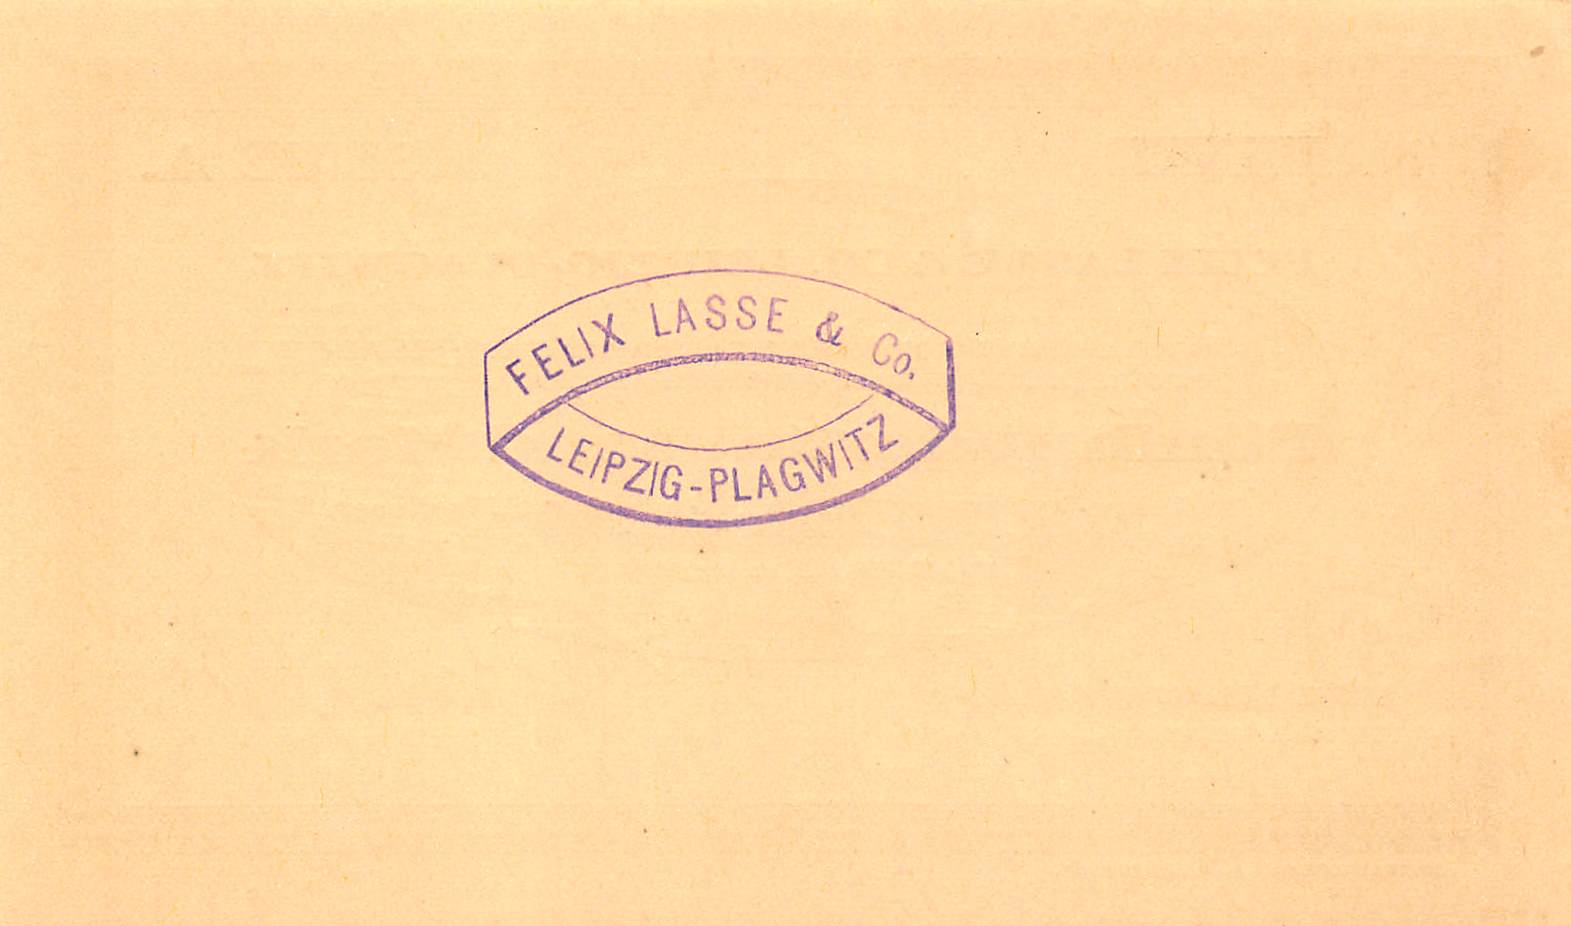 FELIX LASSE & Co.
LEIPZIG-PLAGWITZ